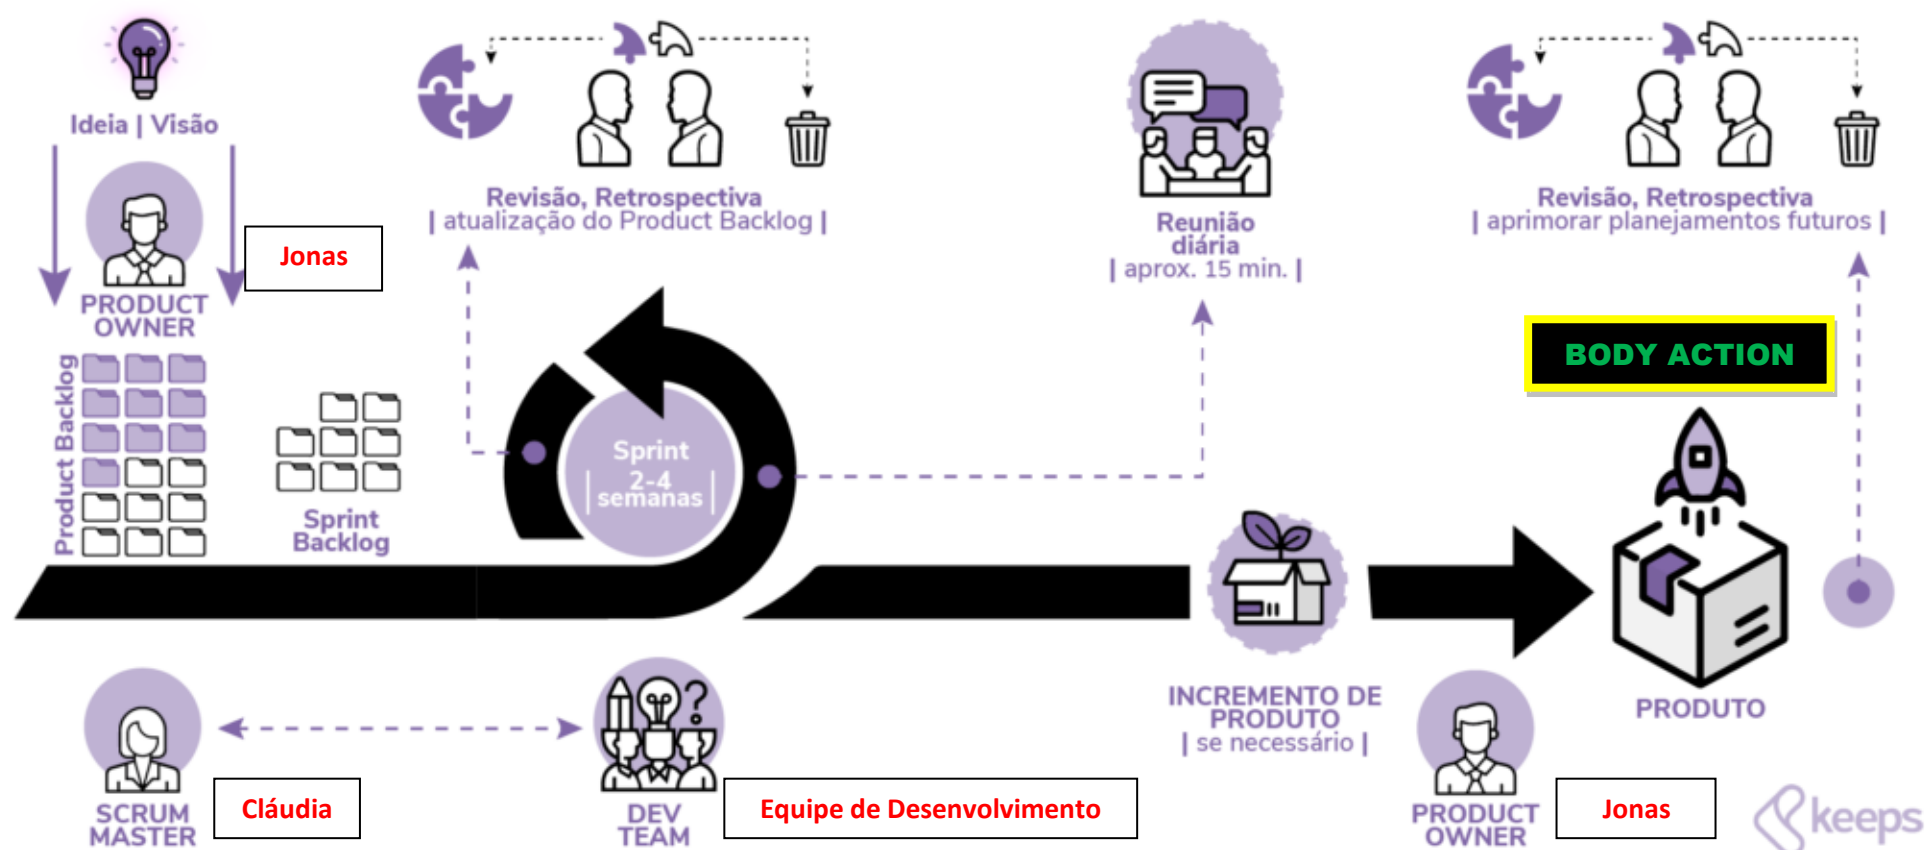 Ideia | Visão
PRODUCT
OWNER
Jonas
Product Backlog
Sprint
Backlog
Revisão, Retrospectiva
| atualização do Product Backlog |
Sprint
| 2-4
semanas |
Reunião
diária
| aprox. 15 min. |
Revisão, Retrospectiva
| aprimorar planejamentos futuros |
BODY ACTION
INCREMENTO DE
PRODUTO
| se necessário |
PRODUTO
SCRUM
MASTER
Cláudia
?
DEV
TEAM
Equipe de Desenvolvimento
PRODUCT
OWNER
Jonas
keeps